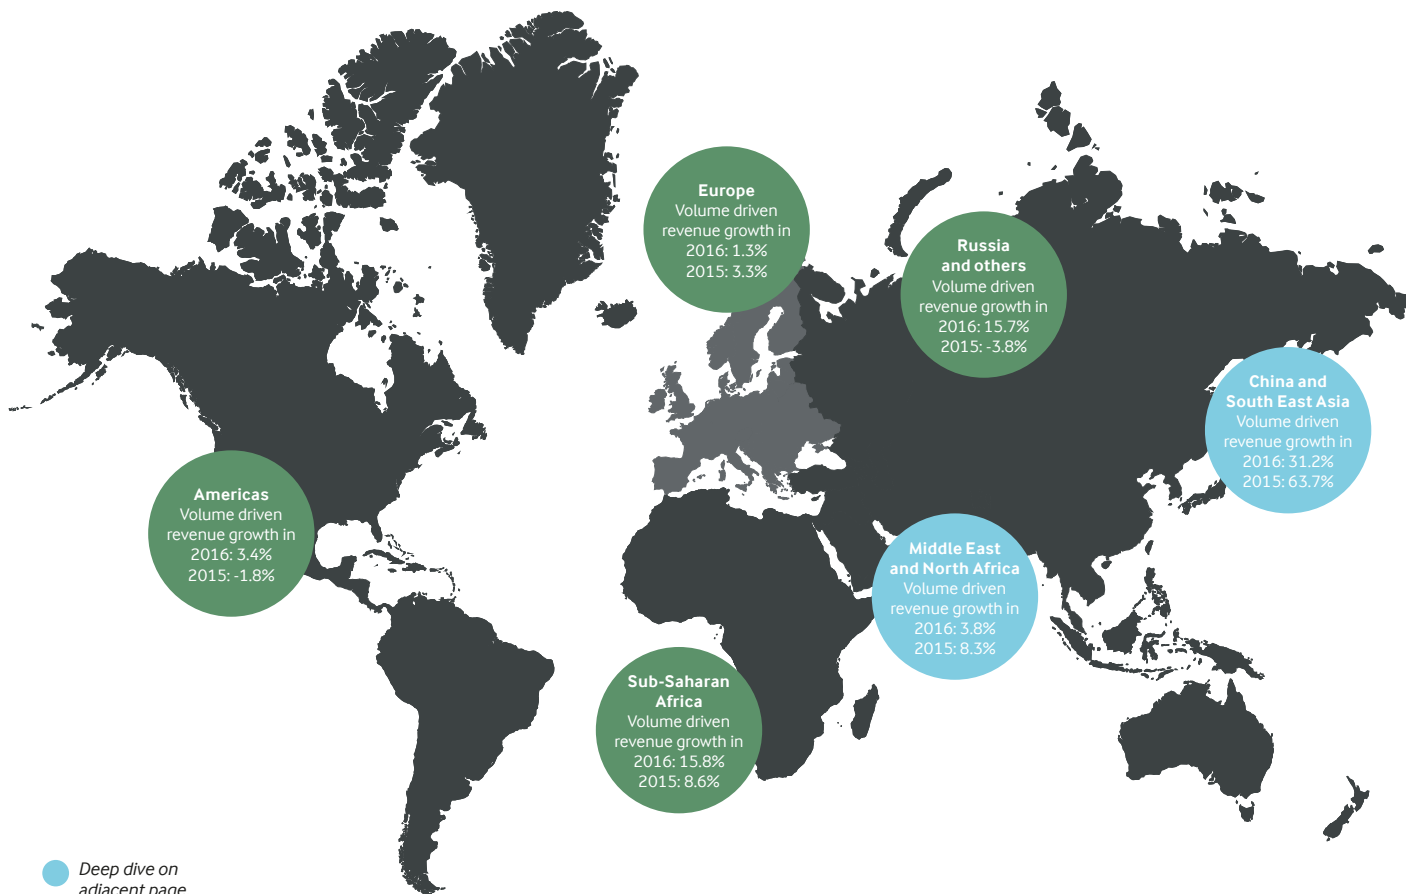 Europe
Volume driven
revenue growth in
2016: 1.3%
2015: 3.3%
Russia
and others
Volume driven
revenue growth in
2016: 15.7%
2015: -3.8%
China and
South East Asia
Volume driven
revenue growth in
2016: 31.2%
2015: 63.7%
Americas
Volume driven
revenue growth in
2016: 3.4%
2015: -1.8%
Middle East
and North Africa
Volume driven
revenue growth in
2016: 3.8%
2015: 8.3%
Sub-Saharan
Africa
Volume driven
revenue growth in
2016: 15.8%
2015: 8.6%
Deep dive on
adjacent page